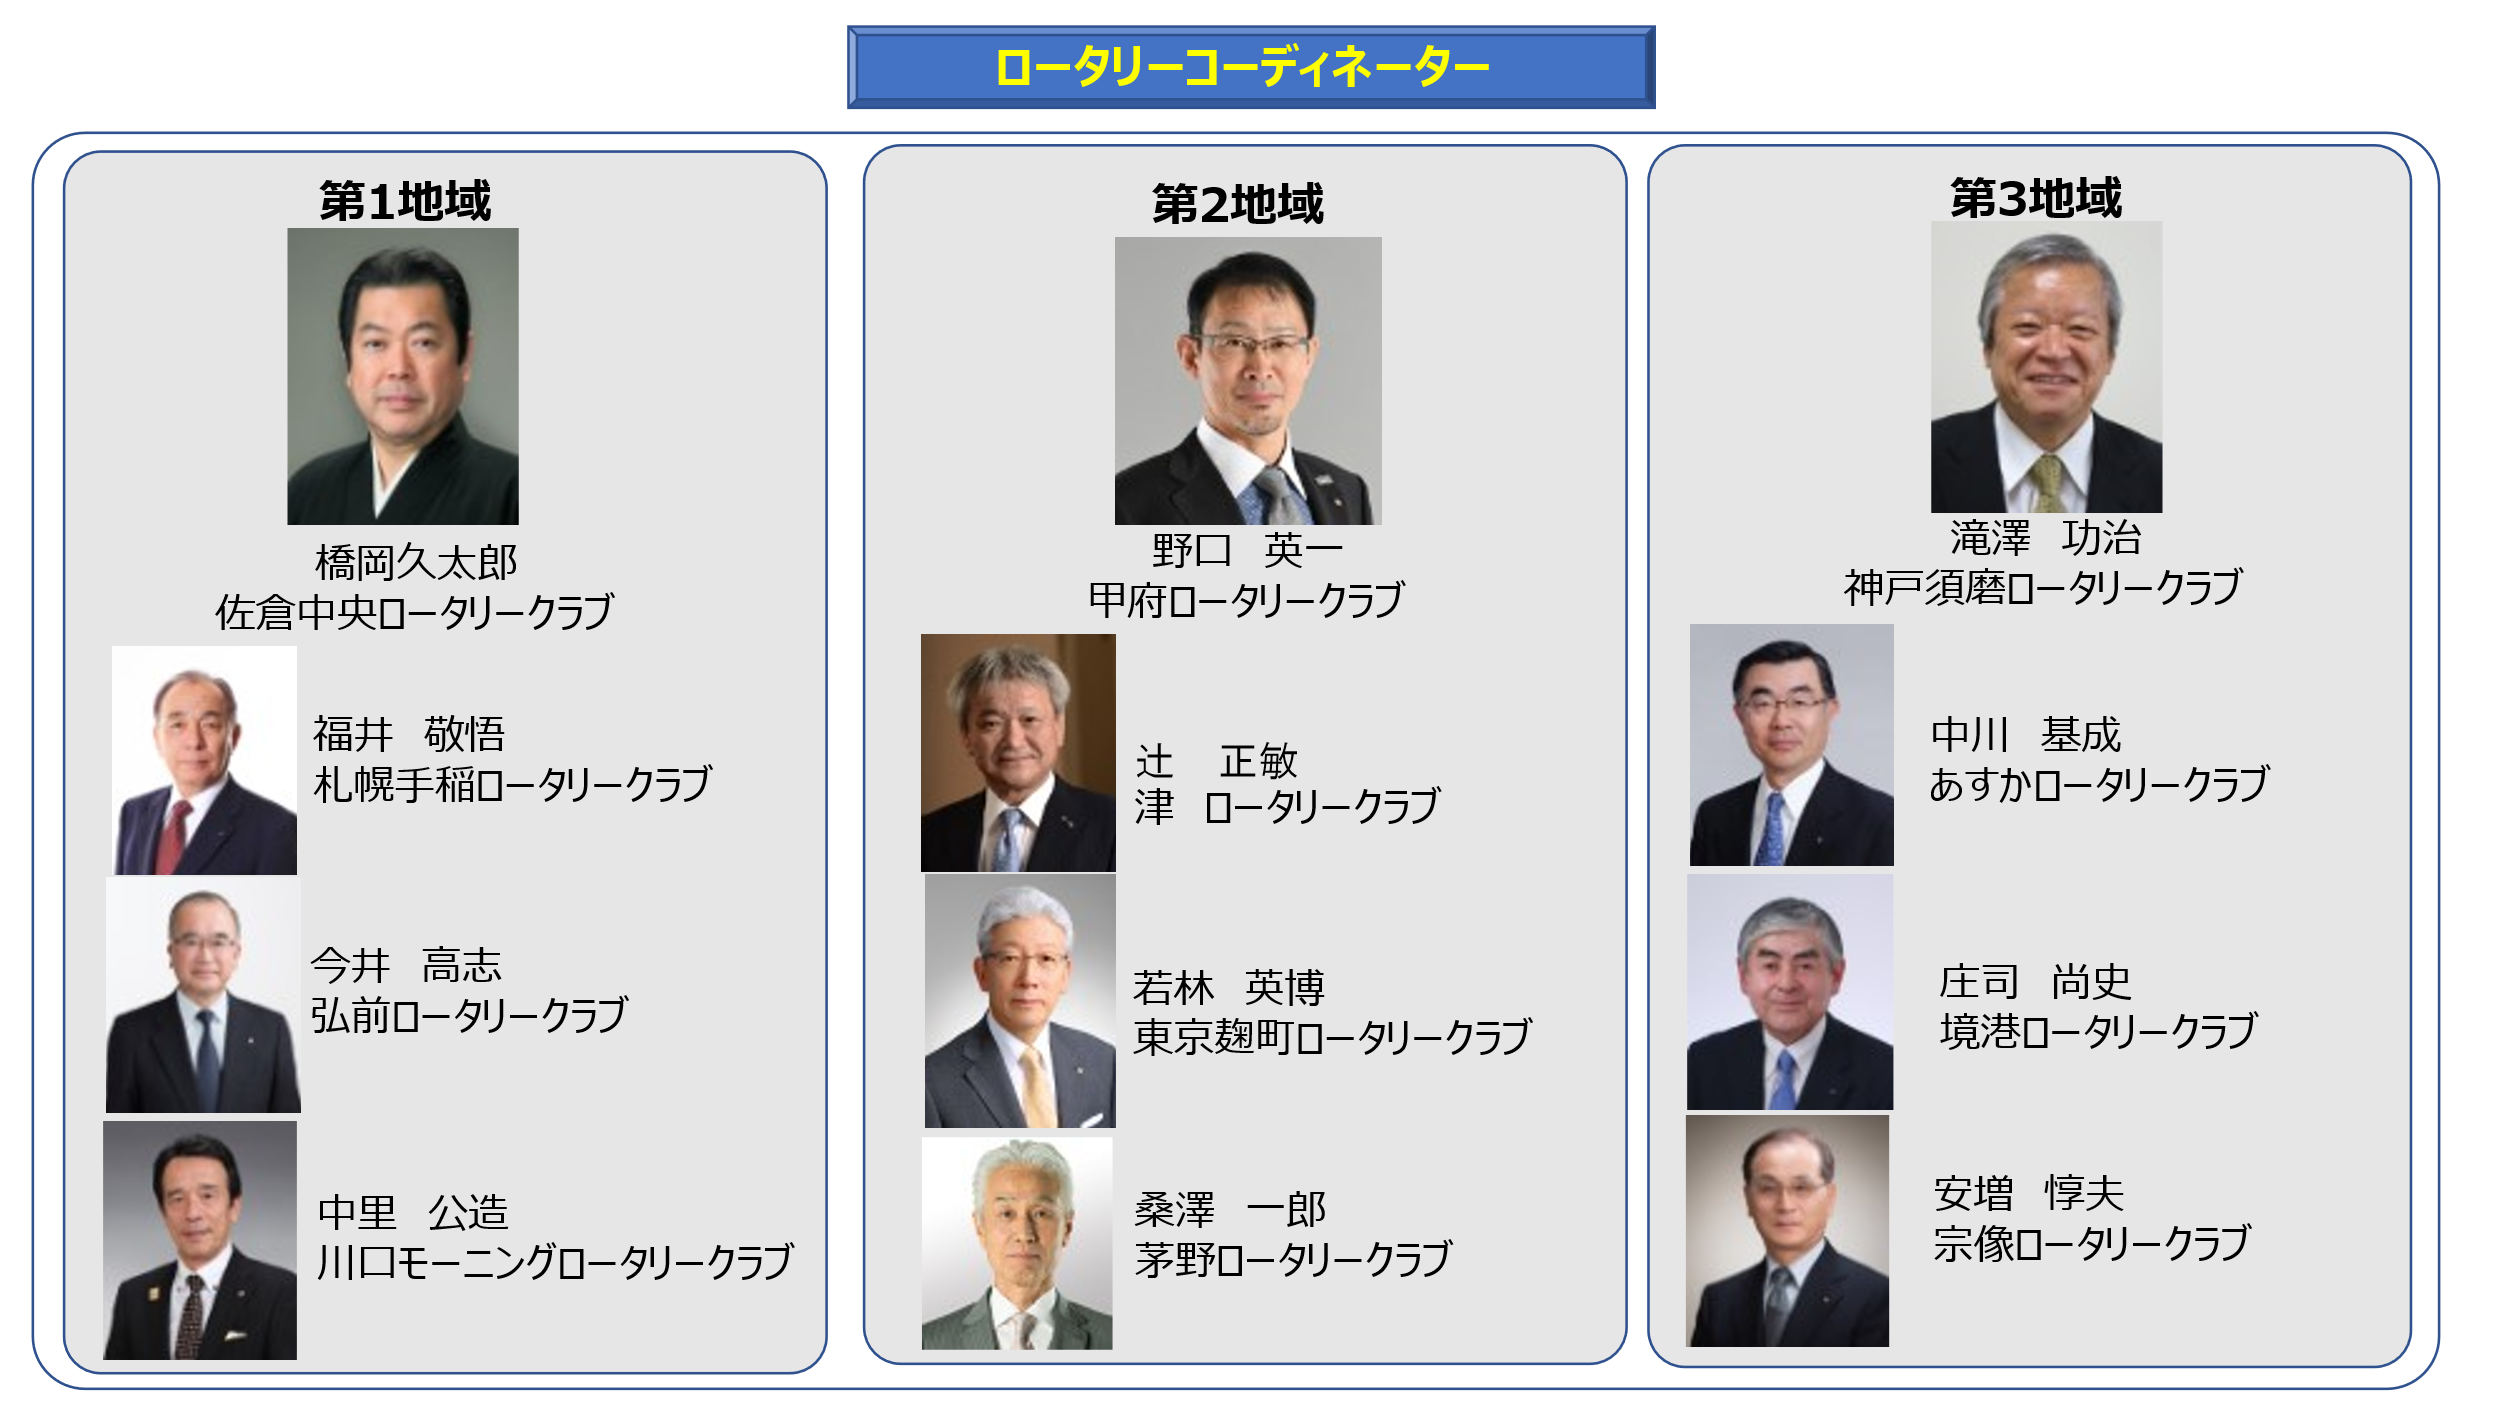 ロータリーコーディネーター
第1地域
橋岡久太郎
佐倉中央ロータリークラブ
福井　敬悟
札幌手稲ロータリークラブ
今井　高志
弘前ロータリークラブ
中里　公造
川口モーニングロータリークラブ
第2地域
野口　英一
甲府ロータリークラブ
辻　正敏
津　ロータリークラブ
若林　英博
東京麹町ロータリークラブ
桑澤　一郎
茅野ロータリークラブ
第3地域
滝澤　功治
神戸須磨ロータリークラブ
中川　基成
あすかロータリークラブ
庄司　尚史
境港ロータリークラブ
安増　惇夫
宗像ロータリークラブ